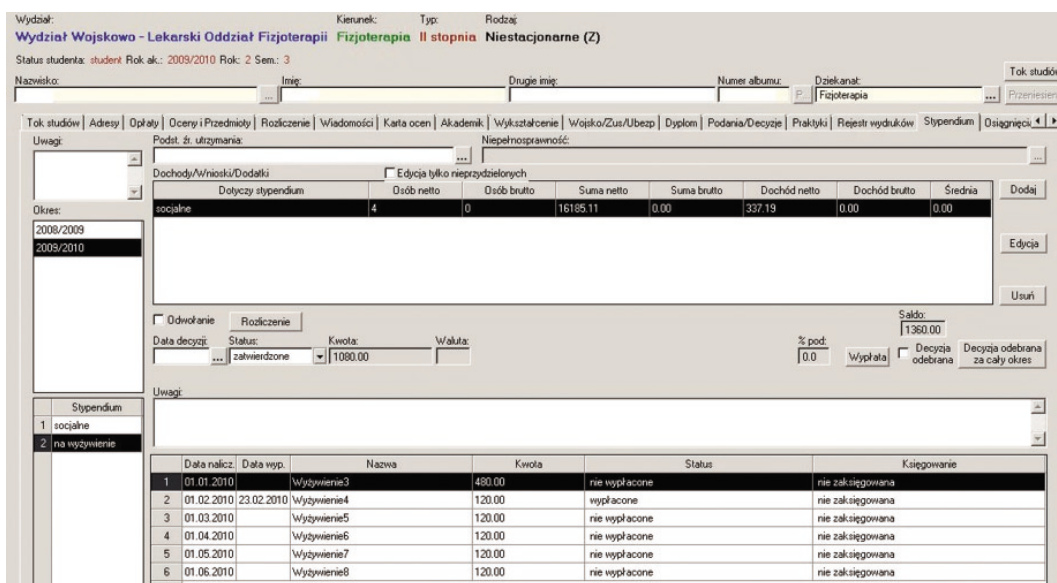 Wydział: Kierunek: Typ: Rodzaj:
Wydział Wojskowo - Lekarski Oddział Fizjoterapii Fizjoterapia II stopnia Niestacjonarne (Z)
Status studenta: student Rok ak.: 2009/2010 Rok: 2 Sem.: 3
Tok studiów
Nazwisko: Imię: Drugie imię: Numer albumu: Dziekanat:
... P... Fizjoterapia ... Przeniesieni
Tok studiów Adresy Opłaty Oceny i Przedmioty Rozliczenie Wiadomości Karta ocen Akademik Wykształcenie Wojsko/Zus/Ubezp Dyplom Podania/Decyzje Praktyki Rejestr wydruków Stypendium Osiągnięcia
Uwagi: Podst. źr. utrzymania: Niepełnosprawność:
... ...
Dochody/Wnioski/Dodatki Edycja tylko nieprzydzielonych
Dotyczy stypendium Osób netto Osób brutto Suma netto Suma brutto Dochód netto Dochód brutto Średnia Dodaj
Okres: socjalne 4 0 16185.11 0.00 337.19 0.00 0.00
2008/2009
2009/2010 Edycja
Usuń
Odwołanie Rozliczenie Saldo:
1360.00
Data decyzji: Status: Kwota: Waluta: % pod: Decyzja odebrana Decyzja odebrana za cały okres
... zatwierdzone 1080.00 0.0 Wypłata
Uwagi:
Stypendium
1 socjalne
2 na wyżywienie
Data nalicz. Data wyp. Nazwa Kwota Status Księgowanie
1 01.01.2010 Wyżywienie3 480.00 nie wypłacone nie zaksięgowana
2 01.02.2010 23.02.2010 Wyżywienie4 120.00 wypłacone nie zaksięgowana
3 01.03.2010 Wyżywienie5 120.00 nie wypłacone nie zaksięgowana
4 01.04.2010 Wyżywienie6 120.00 nie wypłacone nie zaksięgowana
5 01.05.2010 Wyżywienie7 120.00 nie wypłacone nie zaksięgowana
6 01.06.2010 Wyżywienie8 120.00 nie wypłacone nie zaksięgowana